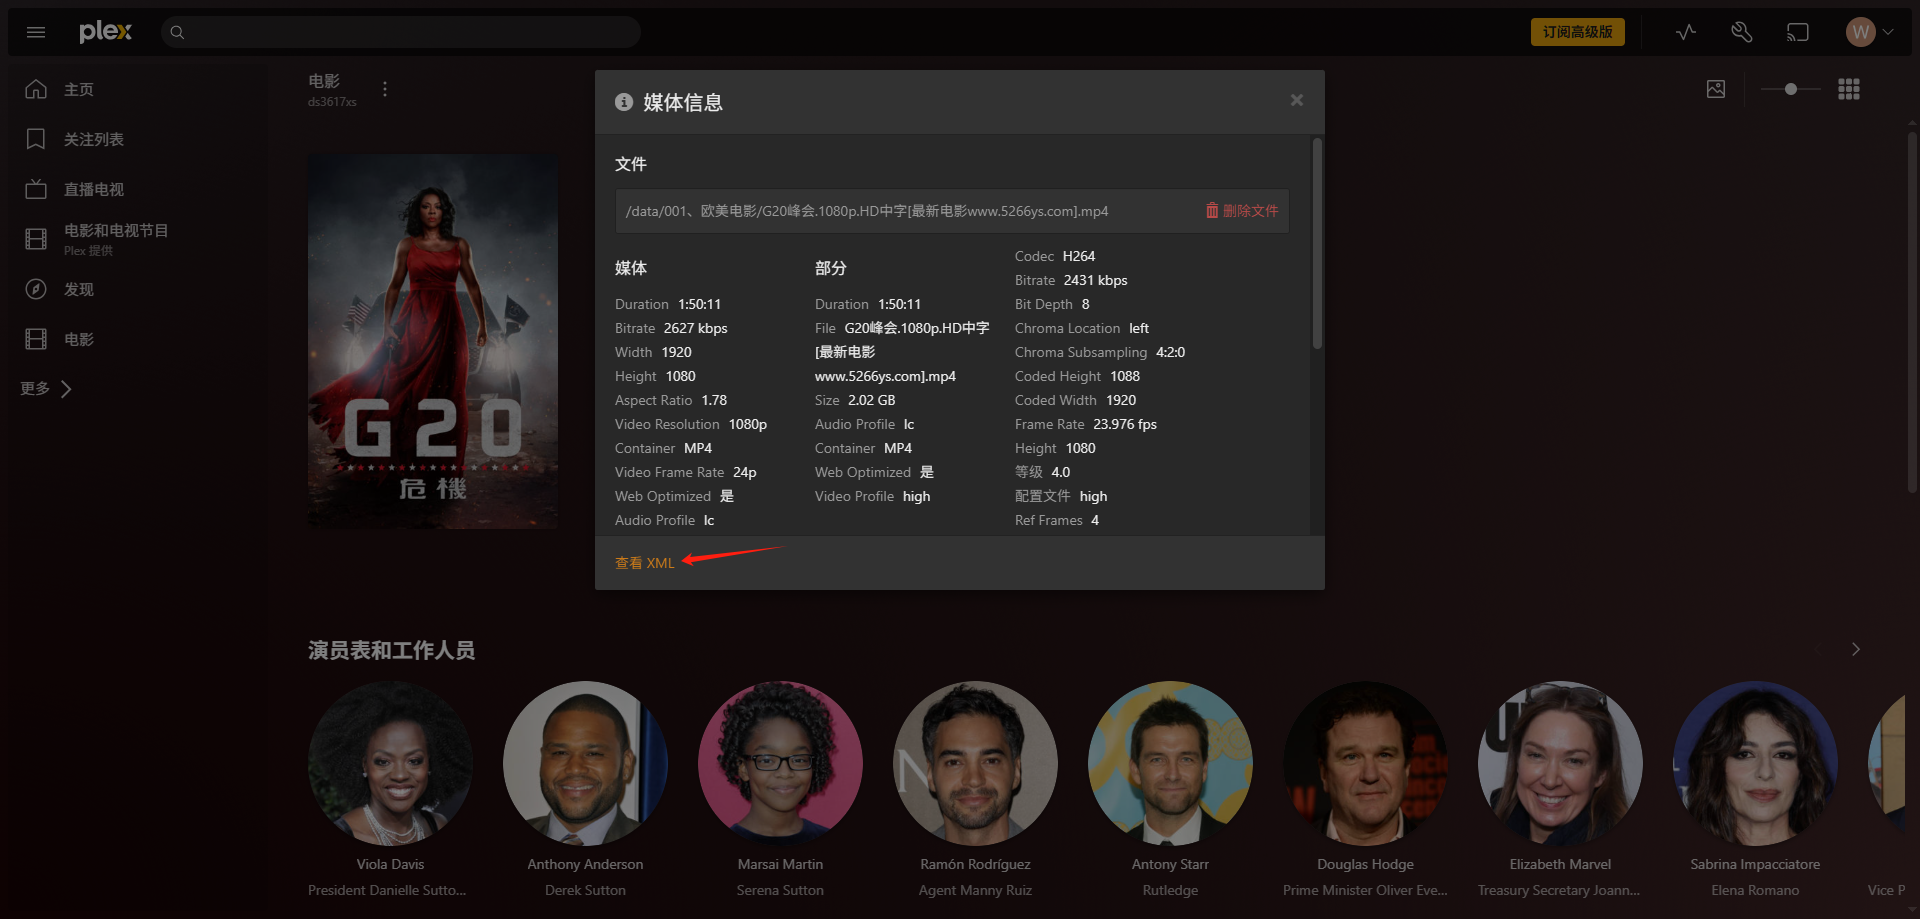 plex
订阅高级版
W
主页
关注列表
直播电视
电影和电视节目
Plex 提供
发现
电影
更多
电影
ds3617xs
G20
危機
媒体信息
文件
/data/001、欧美电影/G20峰会.1080p.HD中字[最新电影www.5266ys.com].mp4
删除文件
媒体
Duration 1:50:11
Bitrate 2627 kbps
Width 1920
Height 1080
Aspect Ratio 1.78
Video Resolution 1080p
Container MP4
Video Frame Rate 24p
Web Optimized 是
Audio Profile lc
部分
Duration 1:50:11
File G20峰会.1080p.HD中字
[最新电影
www.5266ys.com].mp4
Size 2.02 GB
Audio Profile lc
Container MP4
Web Optimized 是
Video Profile high
Codec H264
Bitrate 2431 kbps
Bit Depth 8
Chroma Location left
Chroma Subsampling 4:2:0
Coded Height 1088
Coded Width 1920
Frame Rate 23.976 fps
Height 1080
等级 4.0
配置文件 high
Ref Frames 4
查看 XML
演员表和工作人员
Viola Davis
President Danielle Sutto...
Anthony Anderson
Derek Sutton
Marsai Martin
Serena Sutton
Ramón Rodríguez
Agent Manny Ruiz
Antony Starr
Rutledge
Douglas Hodge
Prime Minister Oliver Eve...
Elizabeth Marvel
Treasury Secretary Joann...
Sabrina Impacciatore
Elena Romano
Vice P